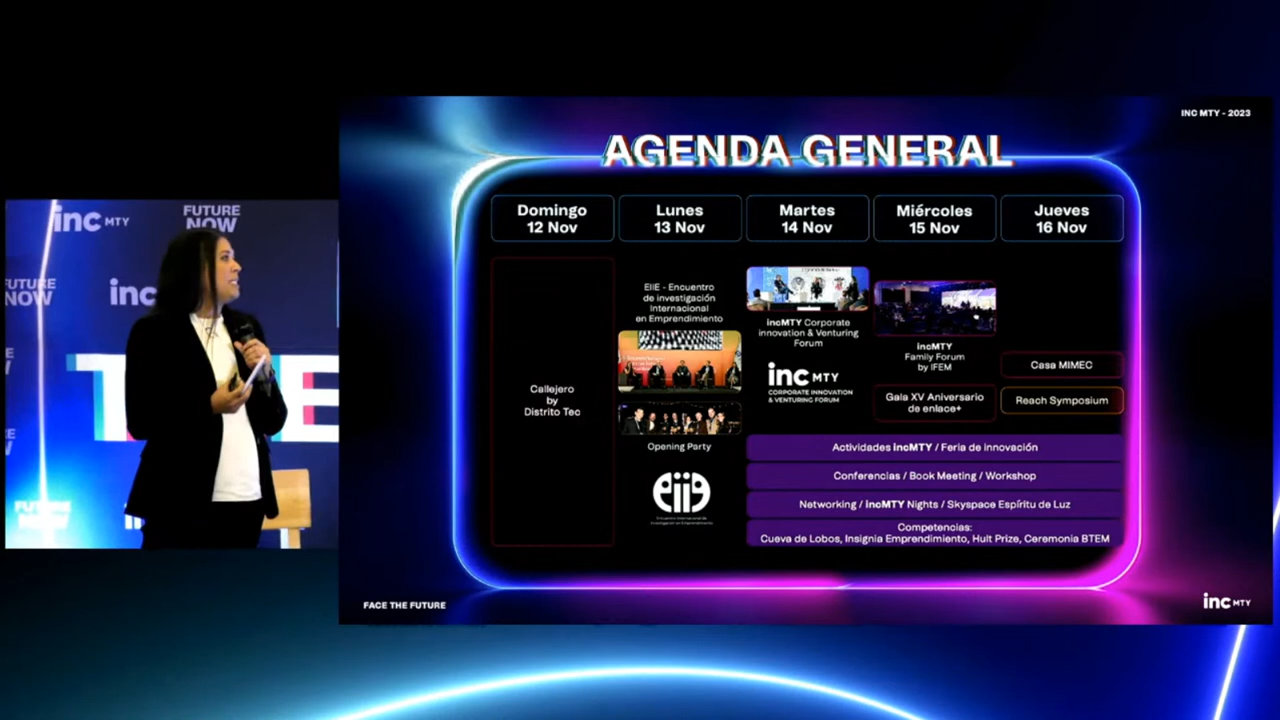 INC MTY - 2023
AGENDA GENERAL
Domingo
12 Nov
Lunes
13 Nov
Martes
14 Nov
Miércoles
15 Nov
Jueves
16 Nov
Callejero
by
Distrito Tec
EIIE - Encuentro
de investigación
Internacional
en Emprendimiento
Opening Party
eiie
incMTY Corporate
innovation & Venturing
Forum
inc MTY
CORPORATE INNOVATION
& VENTURING FORUM
incMTY
Family Forum
by IFEM
Gala XV Aniversario
de enlace+
Casa MIMEC
Reach Symposium
Actividades incMTY / Feria de innovación
Conferencias / Book Meeting / Workshop
Networking / incMTY Nights / Skyspace Espíritu de Luz
Competencias:
Cueva de Lobos, Insignia Emprendimiento, Hult Prize, Ceremonia BTEM
FACE THE FUTURE
inc MTY
inc MTY
FUTURE
NOW
FUTURE
NOW
inc
T
E
FUTURE